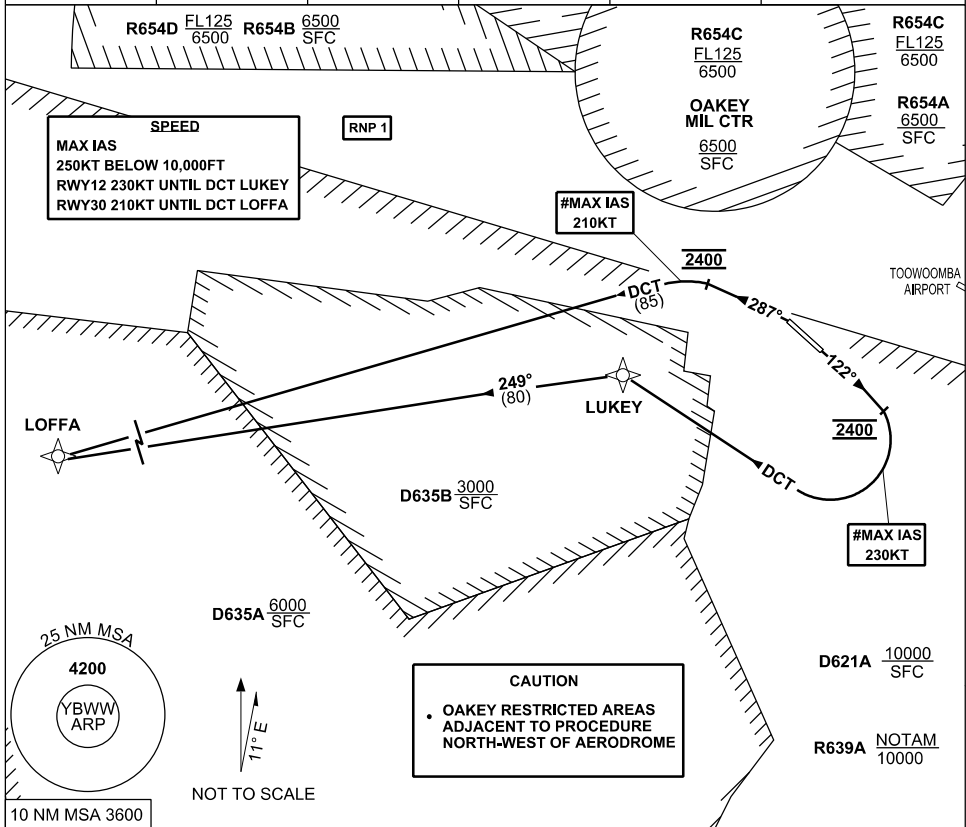 R654D FL125 6500 R654B 6500 SFC
R654C
FL125
6500
OAKEY
MIL CTR
6500
SFC
R654C
FL125
6500
R654A
6500
SFC
SPEED
MAX IAS
250KT BELOW 10,000FT
RWY12 230KT UNTIL DCT LUKEY
RWY30 210KT UNTIL DCT LOFFA
RNP 1
#MAX IAS
210KT
2400
TOOWOOMBA
AIRPORT
DCT
(85)
287°
122°
249°
(80)
LUKEY
LOFFA
2400
DCT
D635B 3000 SFC
#MAX IAS
230KT
D635A 6000 SFC
25 NM MSA
4200
YBWW
ARP
10 NM MSA 3600
11° E
NOT TO SCALE
CAUTION
• OAKEY RESTRICTED AREAS
ADJACENT TO PROCEDURE
NORTH-WEST OF AERODROME
D621A 10000 SFC
R639A NOTAM 10000